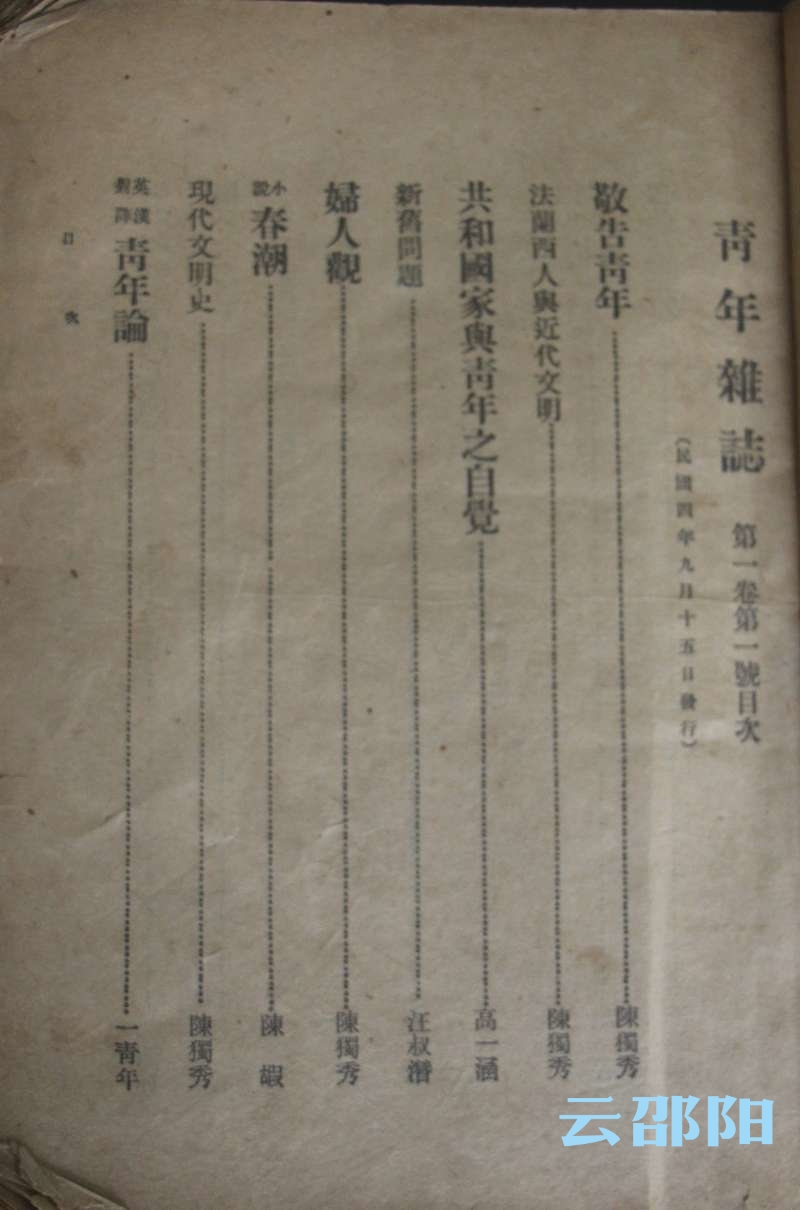 青年雜誌 第一卷第一號目次
（民國四年九月十五日發行）
敬告青年 陳獨秀
法蘭西人與近代文明 陳獨秀
共和國家與青年之自覺 高一涵
新舊問題 汪叔潛
婦人觀 陳獨秀
小說 春潮 陳嘏
現代文明史 陳獨秀
英漢對譯 青年論 一青年
目次
云邵阳